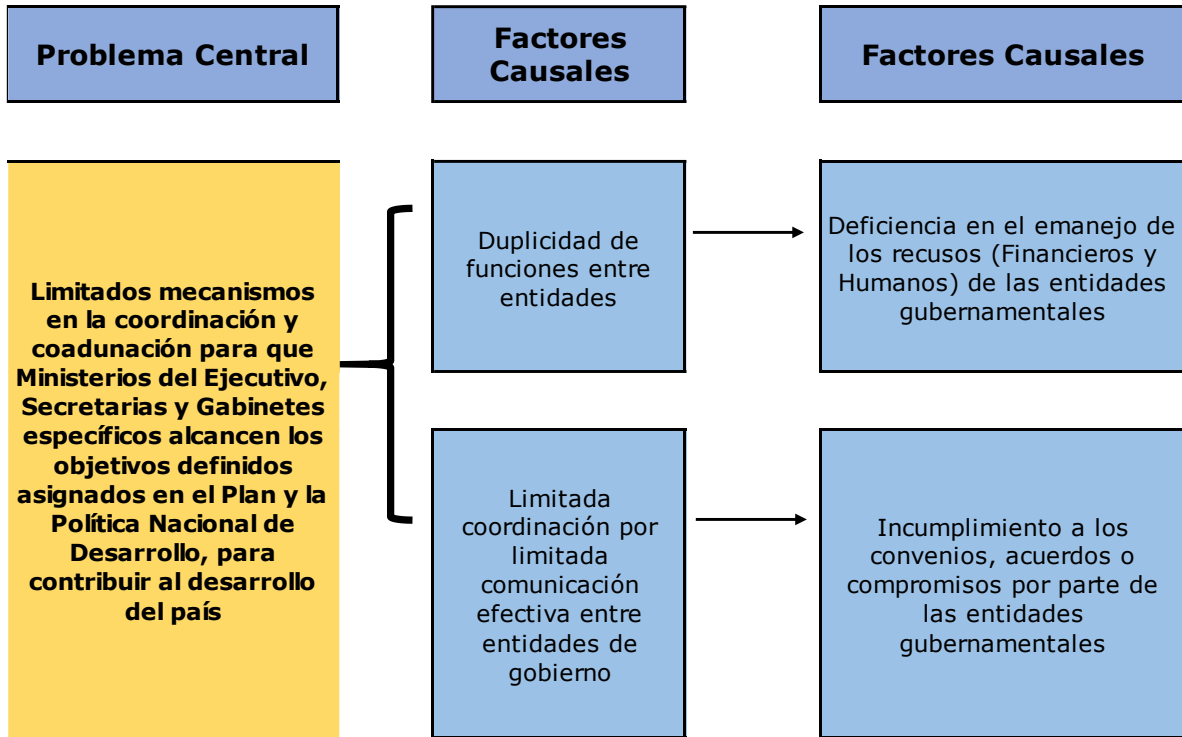 Problema Central
Factores
Causales
Factores Causales
Limitados mecanismos
en la coordinación y
coadunación para que
Ministerios del Ejecutivo,
Secretarias y Gabinetes
específicos alcancen los
objetivos definidos
asignados en el Plan y la
Política Nacional de
Desarrollo, para
contribuir al desarrollo
del país
Duplicidad de
funciones entre
entidades
Deficiencia en el emanejo de
los recusos (Financieros y
Humanos) de las entidades
gubernamentales
Limitada
coordinación por
limitada
comunicación
efectiva entre
entidades de
gobierno
Incumplimiento a los
convenios, acuerdos o
compromisos por parte de
las entidades
gubernamentales